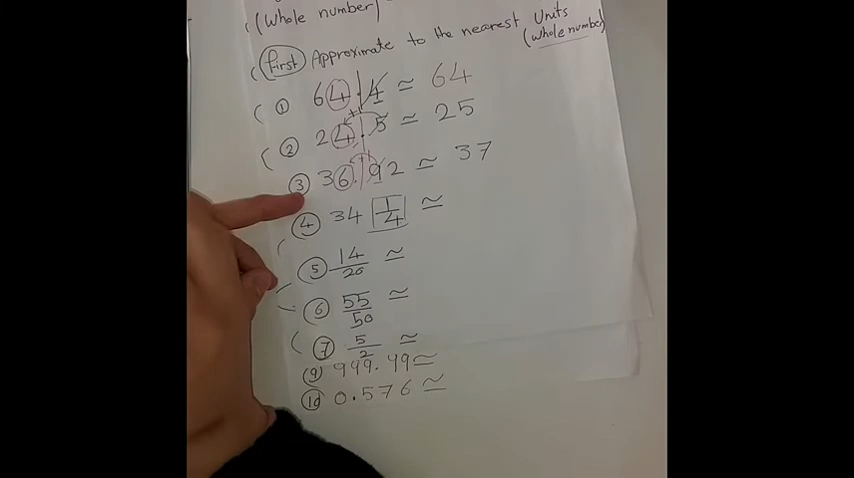 (whole number)
first Approximate to the nearest Units
(whole number)
① 64.4 ≃ 64
② 24.5 ≃ 25
③ 36.92 ≃ 37
④ 34 1/4 ≃
⑤ 14/20 ≃
⑥ 55/50 ≃
⑦ 5/2 ≃
⑨ 999.49 ≃
⑩ 0.576 ≃